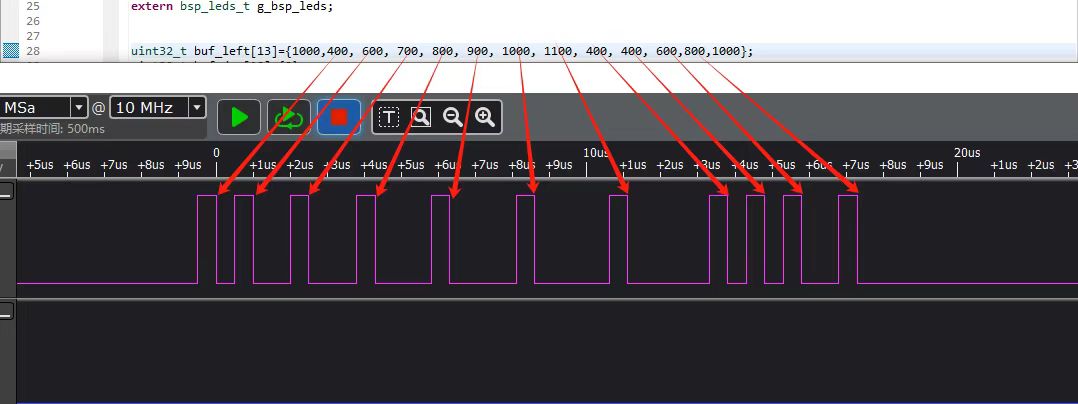 25 extern bsp_leds_t g_bsp_leds;
26
27
28 uint32_t buf_left[13]={1000,400, 600, 700, 800, 900, 1000, 1100, 400, 400, 600,800,1000};
MSa @ 10 MHz
期采样时间: 500ms
0 10us 20us
+5us +6us +7us +8us +9us +1us +2us +3us +4us +5us +6us +7us +8us +9us +1us +2us +3us +4us +5us +6us +7us +8us +9us +1us +2us +3